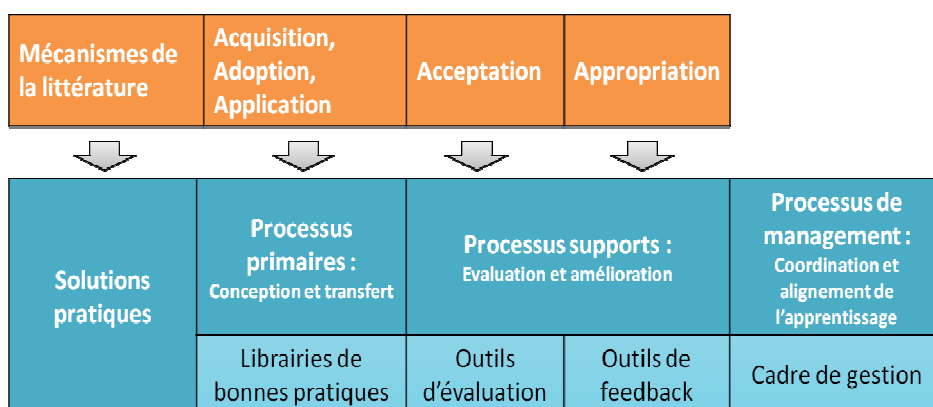 Mécanismes de
la littérature
Acquisition,
Adoption,
Application
Acceptation
Appropriation
Solutions
pratiques
Processus
primaires :
Conception et transfert
Processus supports :
Evaluation et amélioration
Processus de
management :
Coordination et
alignement de
l'apprentissage
Librairies de
bonnes pratiques
Outils
d'évaluation
Outils de
feedback
Cadre de gestion